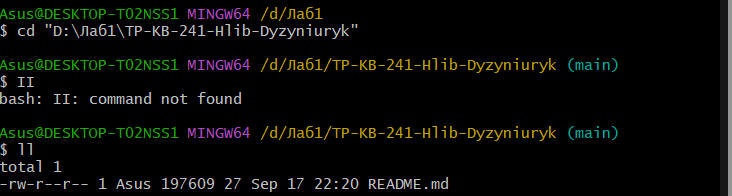 Asus@DESKTOP-T02NSS1 MINGW64 /d/Лаб1
$ cd "D:\Лаб1\TP-KB-241-Hlib-Dyzyniuryk"
Asus@DESKTOP-T02NSS1 MINGW64 /d/Лаб1/TP-KB-241-Hlib-Dyzyniuryk (main)
$ II
bash: II: command not found
Asus@DESKTOP-T02NSS1 MINGW64 /d/Лаб1/TP-KB-241-Hlib-Dyzyniuryk (main)
$ ll
total 1
-rw-r--r-- 1 Asus 197609 27 Sep 17 22:20 README.md